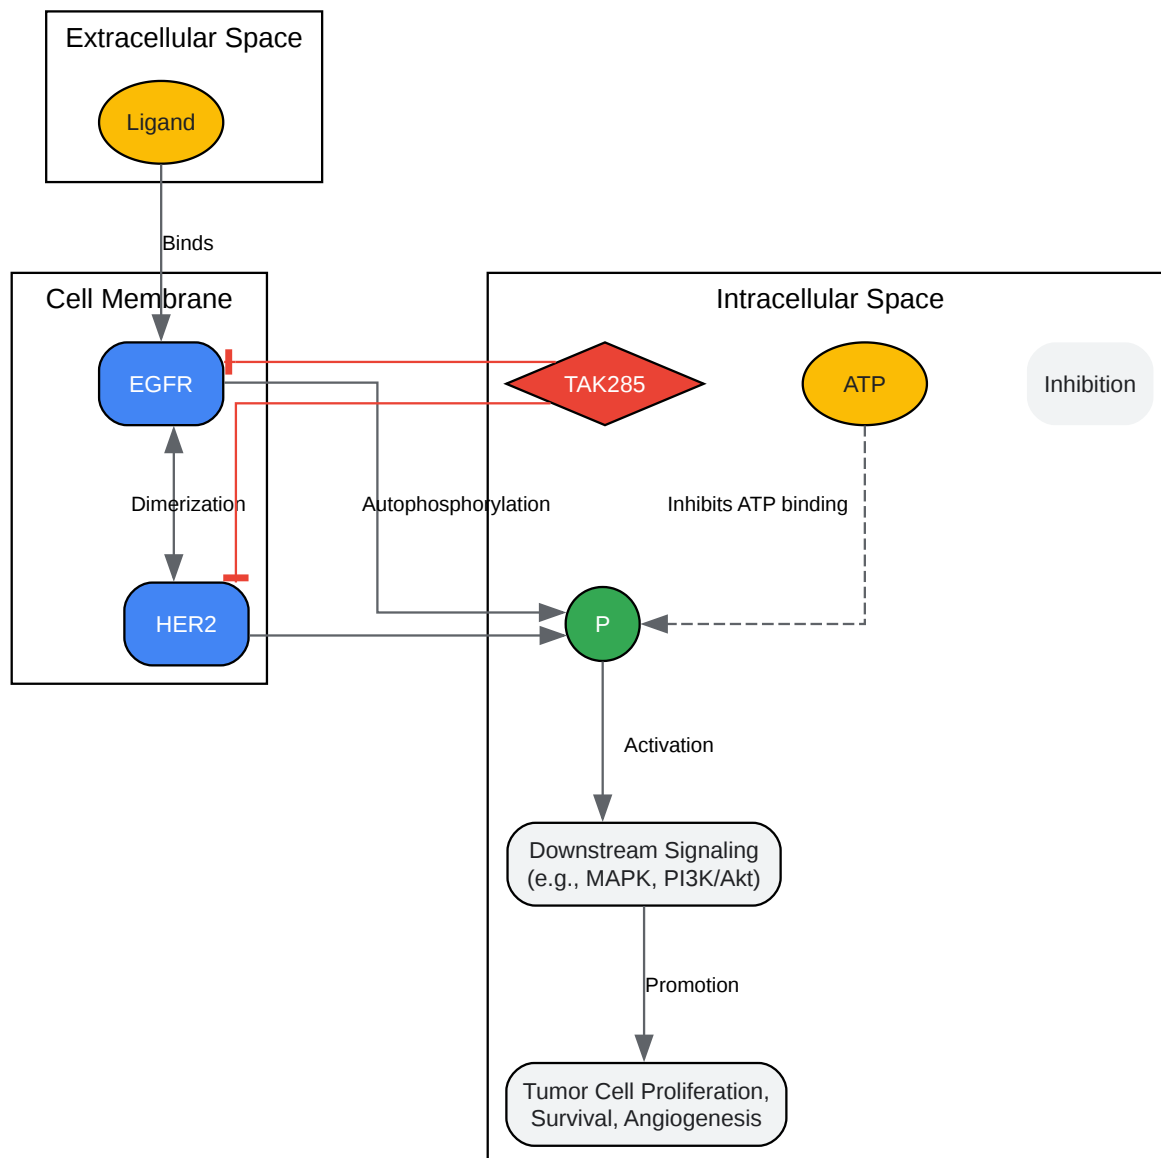 Extracellular Space
Ligand
Binds
Cell Membrane
Intracellular Space
EGFR
TAK285
ATP
Inhibition
Dimerization
Autophosphorylation
Inhibits ATP binding
HER2
P
Activation
Downstream Signaling
(e.g., MAPK, PI3K/Akt)
Promotion
Tumor Cell Proliferation,
Survival, Angiogenesis